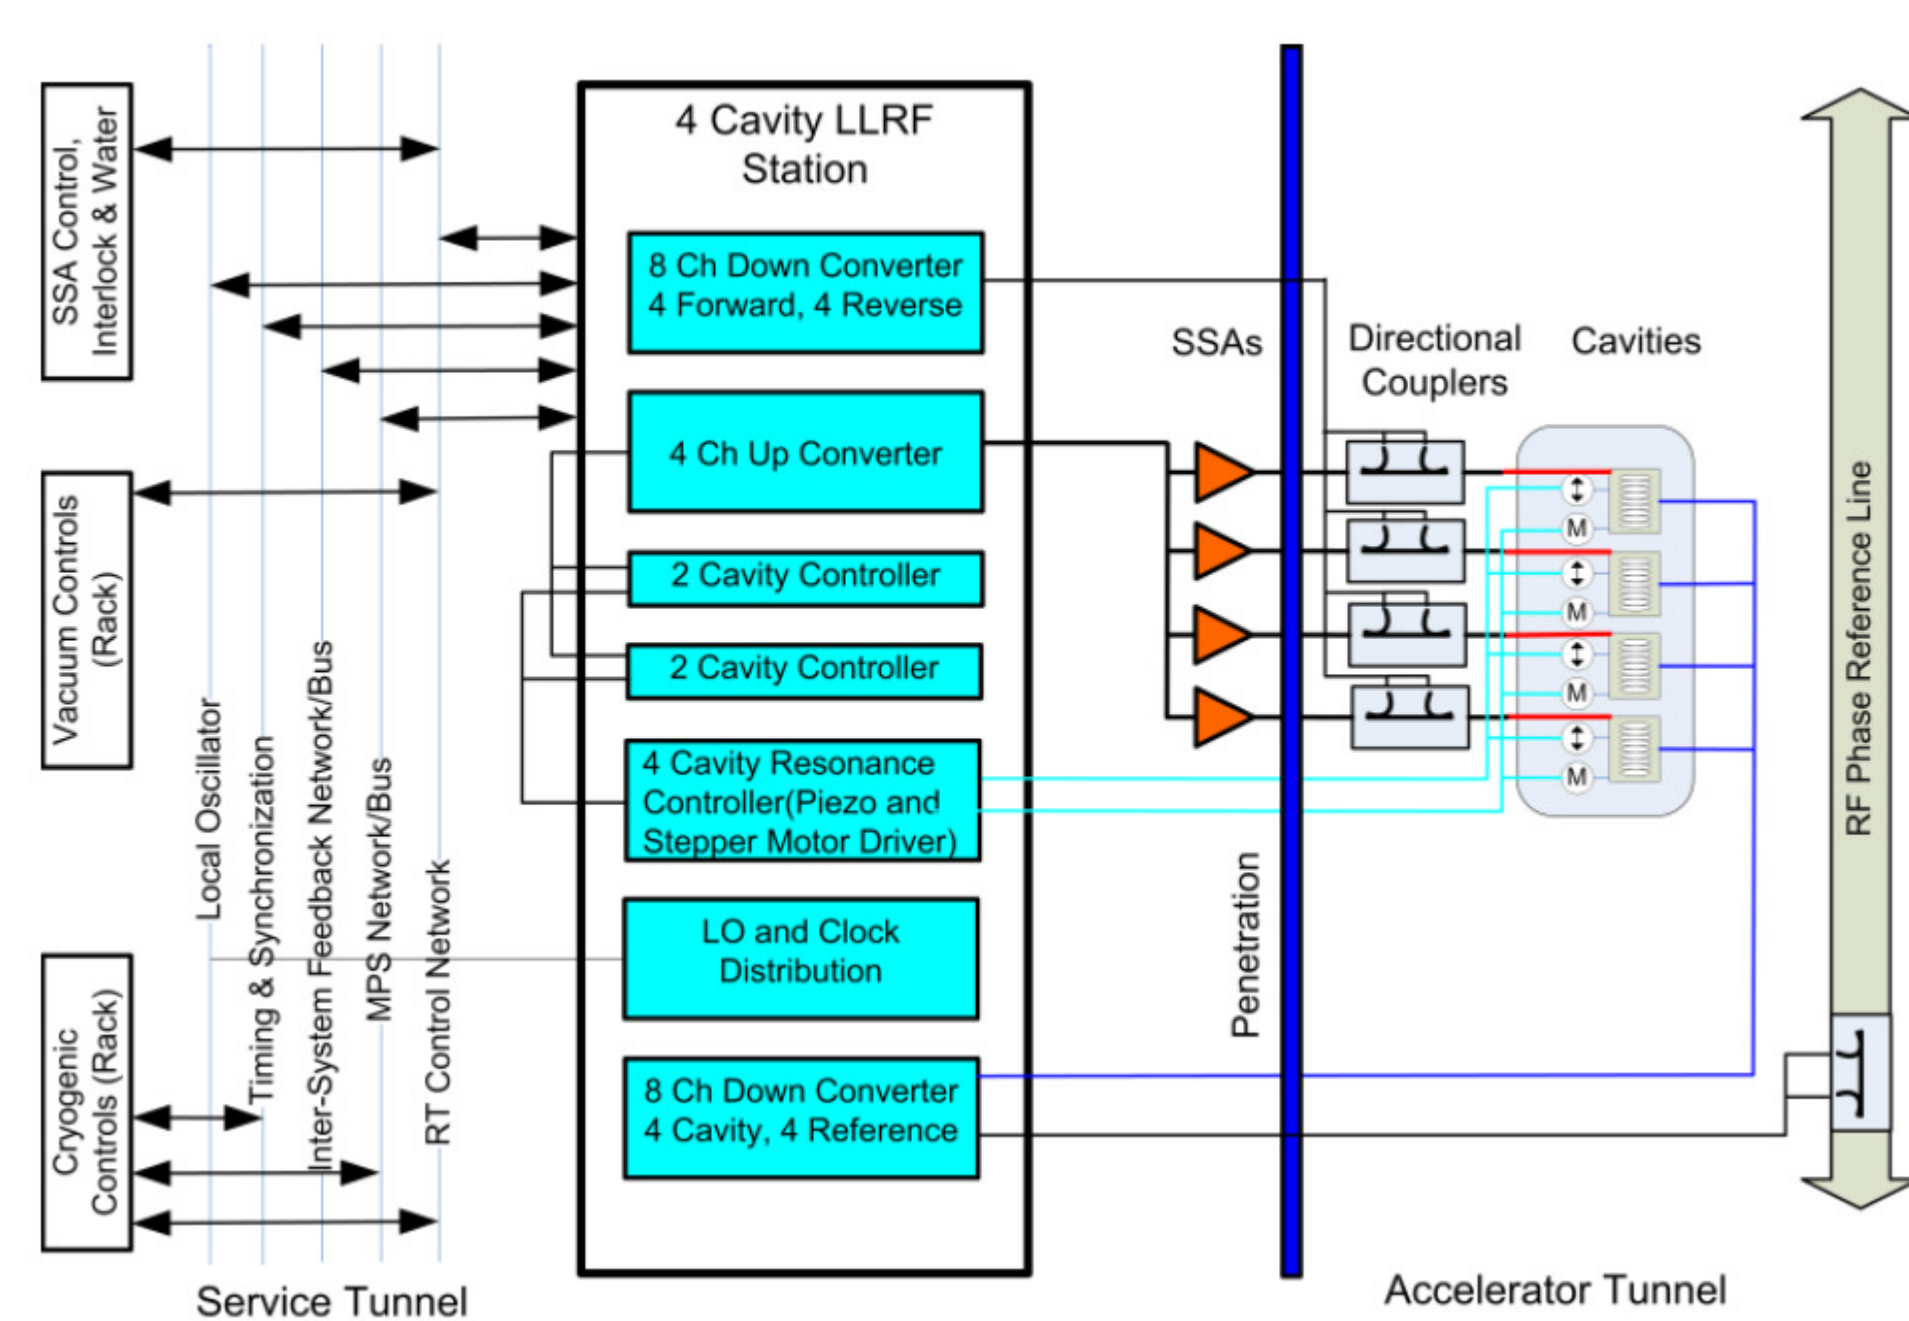 SSA Control,
Interlock & Water
Vacuum Controls
(Rack)
Cryogenic
Controls (Rack)
Local Oscillator
Timing & Synchronization
Inter-System Feedback Network/Bus
MPS Network/Bus
RT Control Network
Service Tunnel
4 Cavity LLRF
Station
8 Ch Down Converter
4 Forward, 4 Reverse
4 Ch Up Converter
2 Cavity Controller
2 Cavity Controller
4 Cavity Resonance
Controller(Piezo and
Stepper Motor Driver)
LO and Clock
Distribution
8 Ch Down Converter
4 Cavity, 4 Reference
SSAs
Penetration
Directional
Couplers
Cavities
M
M
M
M
RF Phase Reference Line
Accelerator Tunnel